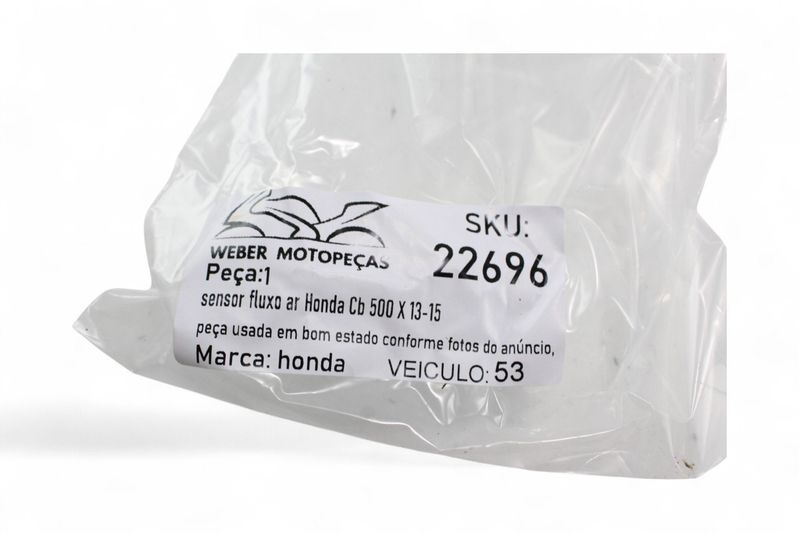 WEBER MOTOPEÇAS
SKU:
22696
Peça:1
sensor fluxo ar Honda Cb 500 X 13-15
peça usada em bom estado conforme fotos do anúncio,
Marca: honda VEICULO: 53